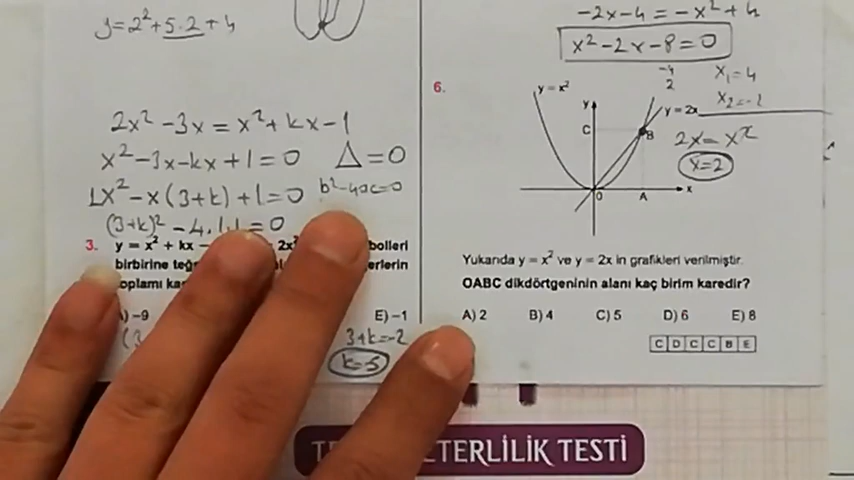 y=2²+5.2+4
2x²-3x=x²+kx-1
x²-3x-kx+1=0 Δ=0
1x²-x(3+k)+1=0 b²-4ac=0
(3+k)²-4.1.1=0
3. y = x² + kx 2x² bolleri
birbirine erlerin
oplamı
-9 E) -1
3+k=-2
k=-5
-2x-4=-x²+4
x²-2x-8=0
-4
2
x₁=4
x₂=-2
6.
y = x²
y
y = 2x
C
B
0 A x
2x=x²
x=2
Yukarıda y = x² ve y = 2x in grafikleri verilmiştir.
OABC dikdörtgeninin alanı kaç birim karedir?
A) 2 B) 4 C) 5 D) 6 E) 8
C D C C B E
TERLİLİK TESTİ